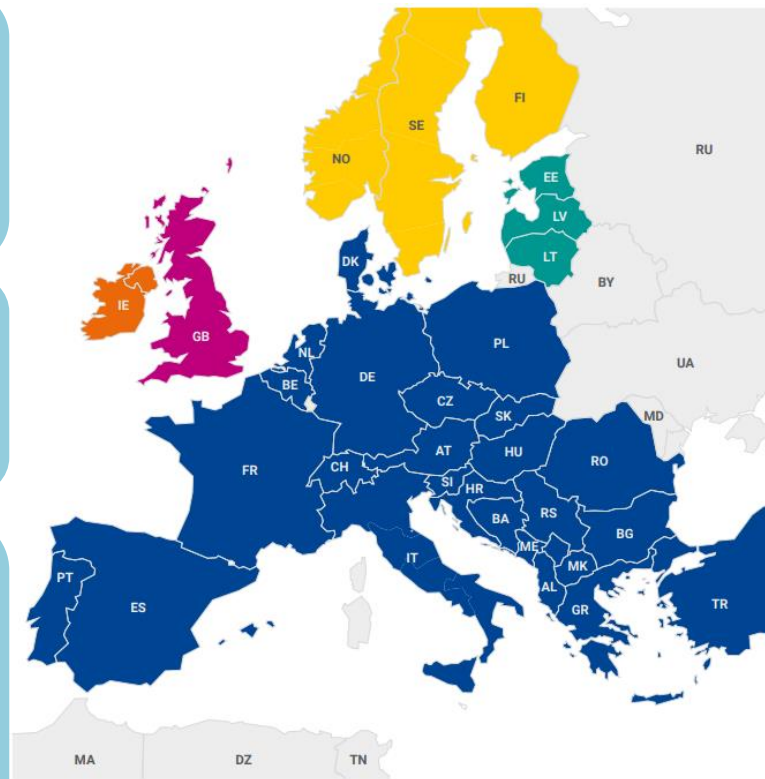 FI
SE
RU
NO
EE
LV
DK
LT
RU
BY
IE
GB
NL
PL
DE
UA
BE
CZ
SK
MD
AT
HU
CH
RO
FR
SI
HR
BA
RS
BG
ME
IT
MK
PT
AL
ES
GR
TR
MA
DZ
TN